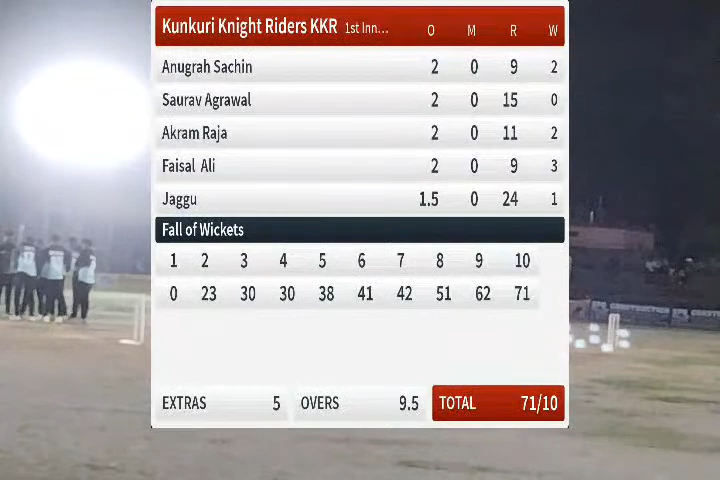 Kunkuri Knight Riders KKR 1st Inn... O M R W
Anugrah Sachin 2 0 9 2
Saurav Agrawal 2 0 15 0
Akram Raja 2 0 11 2
Faisal Ali 2 0 9 3
Jaggu 1.5 0 24 1
Fall of Wickets
1 2 3 4 5 6 7 8 9 10
0 23 30 30 38 41 42 51 62 71
EXTRAS 5 OVERS 9.5 TOTAL 71/10